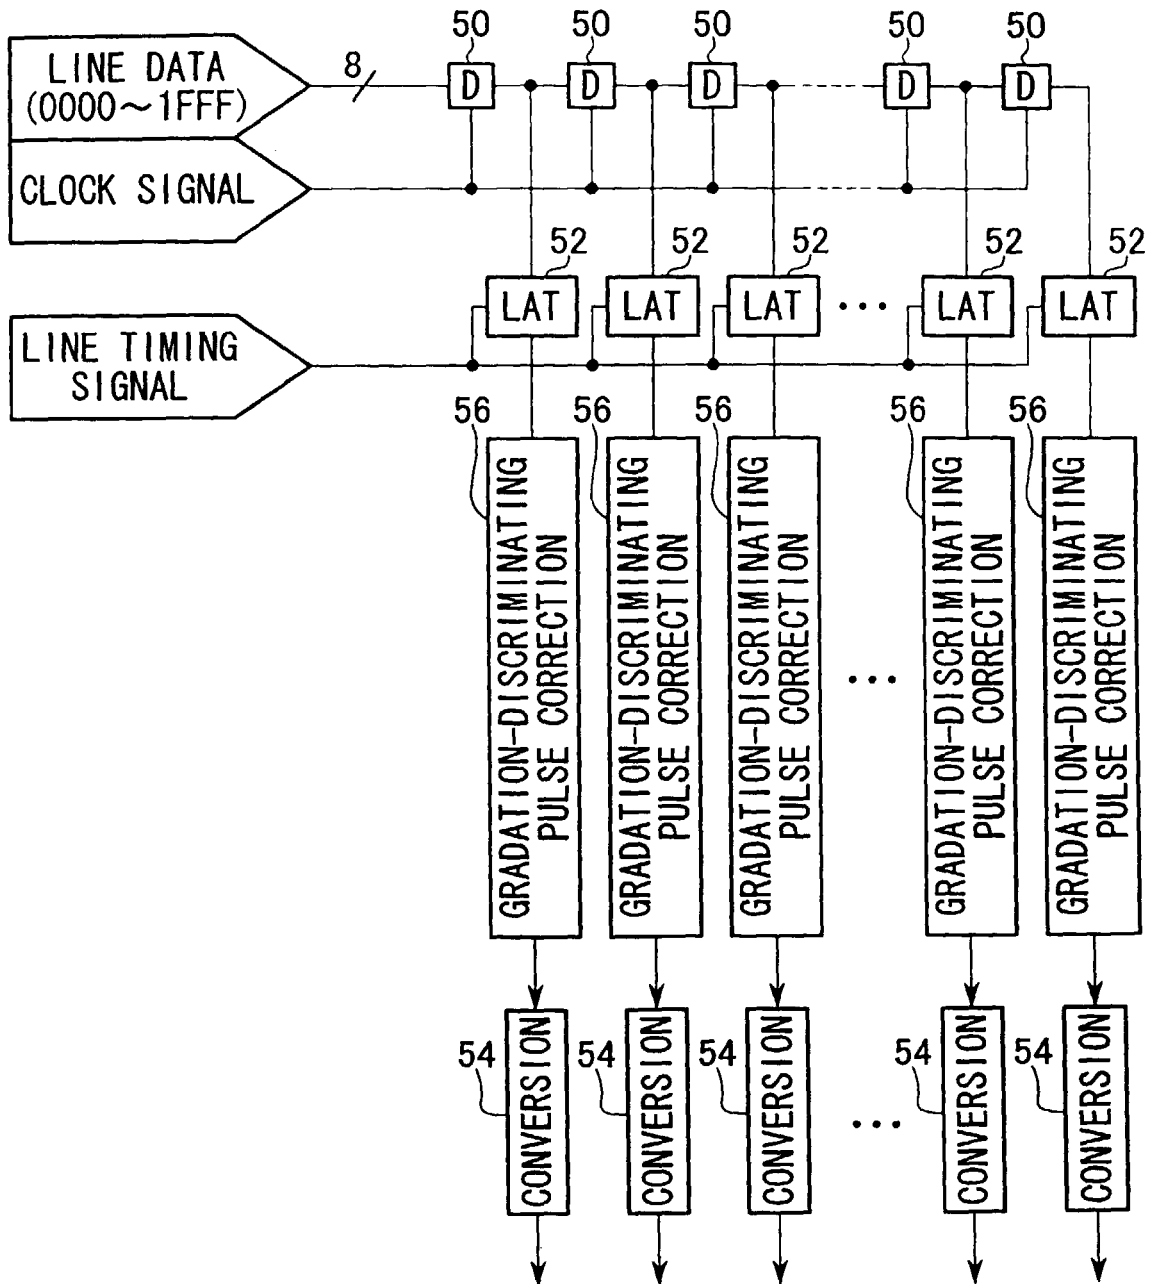 50 50 50 50 50
LINE DATA
(0000~1FFF)
8
D D D D D
CLOCK SIGNAL
52 52 52 52 52
LAT LAT LAT ... LAT LAT
LINE TIMING
SIGNAL
56 56 56 56 56
GRADATION-DISCRIMINATING
PULSE CORRECTION
GRADATION-DISCRIMINATING
PULSE CORRECTION
GRADATION-DISCRIMINATING
PULSE CORRECTION
...
GRADATION-DISCRIMINATING
PULSE CORRECTION
GRADATION-DISCRIMINATING
PULSE CORRECTION
54 54 54 54 54
CONVERSION
CONVERSION
CONVERSION
...
CONVERSION
CONVERSION